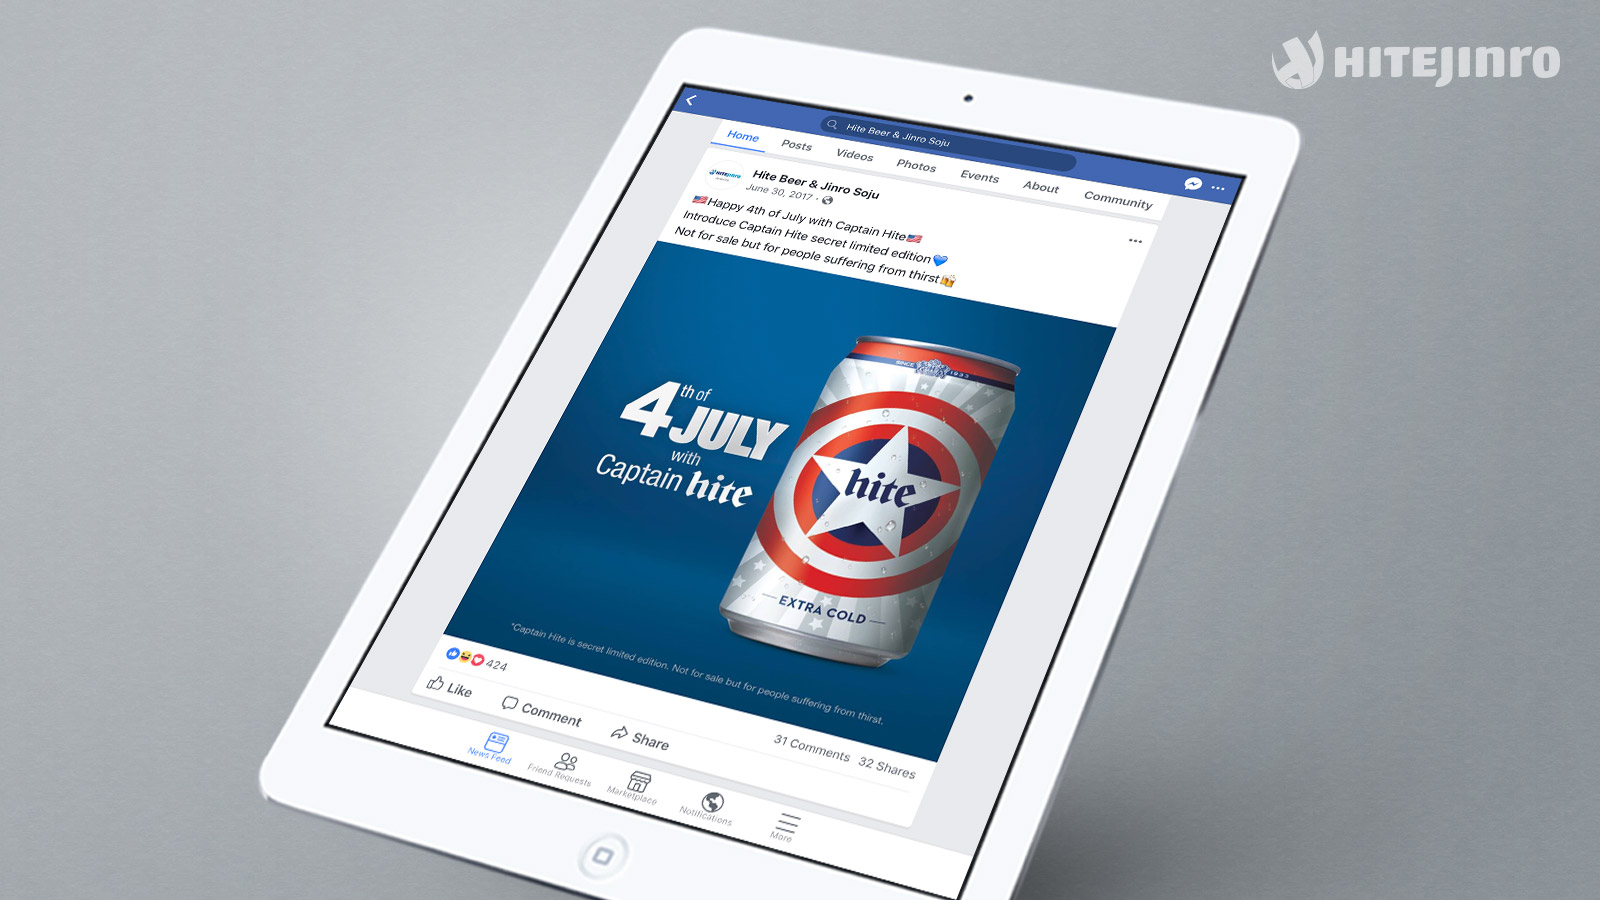 HITEJINRO
Hite Beer & Jinro Soju
Home Posts Videos Photos Events About Community
HITEJINRO
Hite Beer & Jinro Soju
June 30, 2017 ·
Happy 4th of July with Captain Hite
Introduce Captain Hite secret limited edition
Not for sale but for people suffering from thirst
SINCE 1933
4th of
JULY
with
Captain hite
hite
EXTRA COLD
*Captain Hite is secret limited edition. Not for sale but for people suffering from thirst.
424
31 Comments 32 Shares
Like Comment Share
News Feed Friend Requests Marketplace Notifications More